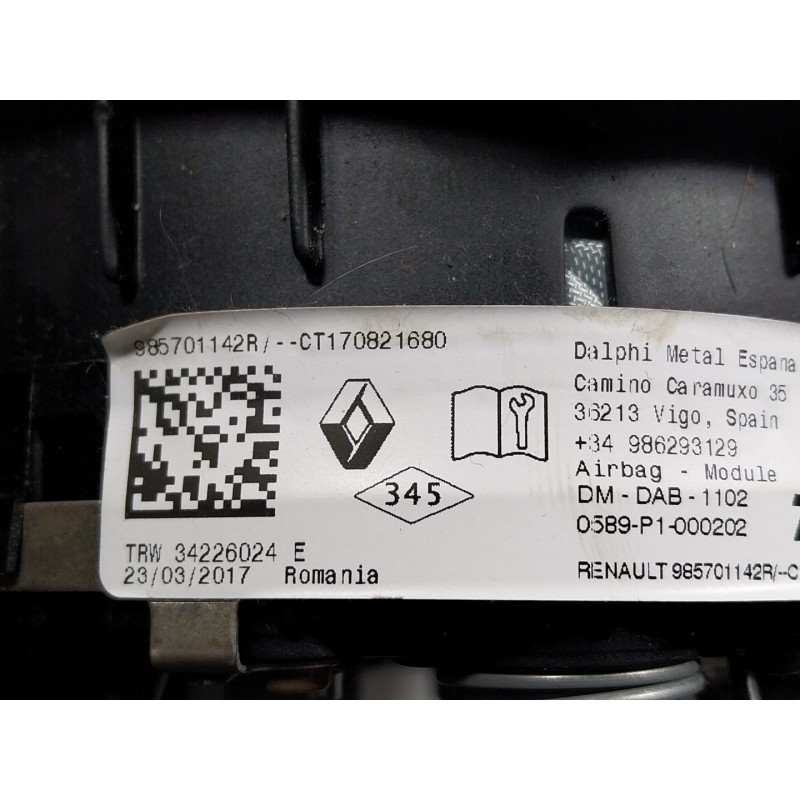 985701142R/--CT170821680
345
TRW 34226024 E
23/03/2017 Romania
Dalphi Metal Espana
Camino Caramuxo 35
36213 Vigo, Spain
+34 986293129
Airbag - Module
DM - DAB - 1102
0589-P1-000202
RENAULT 985701142R/--C